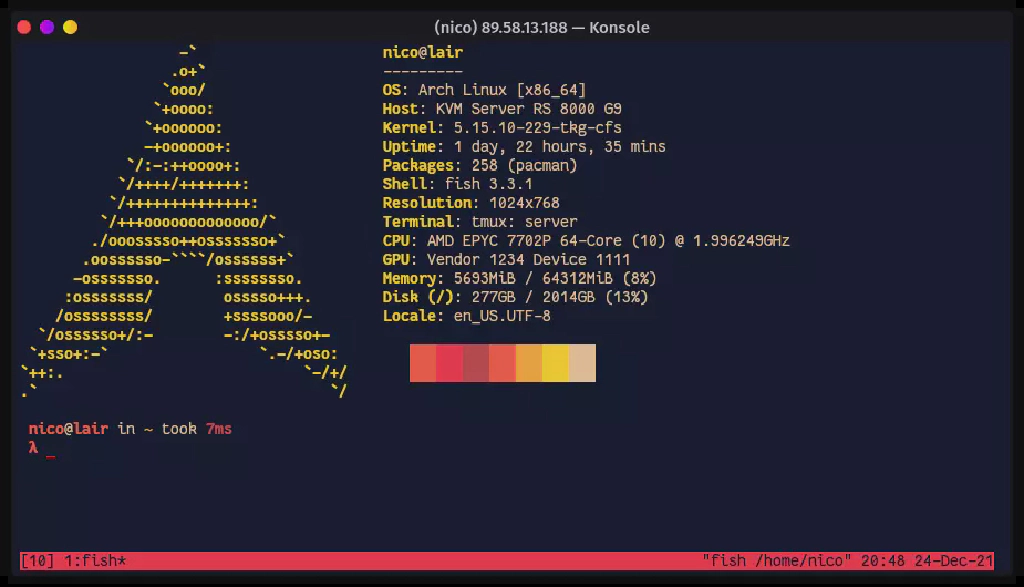 (nico) 89.58.13.188 — Konsole
-`
.o+`
`ooo/
`+oooo:
`+oooooo:
-+oooooo+:
`/:-:++oooo+:
`/++++/+++++++:
`/++++++++++++++:
`/+++ooooooooooooo/`
./ooosssso++osssssso+`
.oossssso-````/ossssss+`
-osssssso.      :ssssssso.
:osssssss/        osssso+++.
/ossssssss/        +ssssooo/-
`/ossssso+/:-        -:/+osssso+-
`+sso+:-`                 `.-/+oso:
`++:.                           `-/+/
.`                                 `/
nico@lair
---------
OS: Arch Linux [x86_64]
Host: KVM Server RS 8000 G9
Kernel: 5.15.10-229-tkg-cfs
Uptime: 1 day, 22 hours, 35 mins
Packages: 258 (pacman)
Shell: fish 3.3.1
Resolution: 1024x768
Terminal: tmux: server
CPU: AMD EPYC 7702P 64-Core (10) @ 1.996249GHz
GPU: Vendor 1234 Device 1111
Memory: 5693MiB / 64312MiB (8%)
Disk (/): 277GB / 2014GB (13%)
Locale: en_US.UTF-8
nico@lair in ~ took 7ms
λ _
[10] 1:fish* "fish /home/nico" 20:48 24-Dec-21